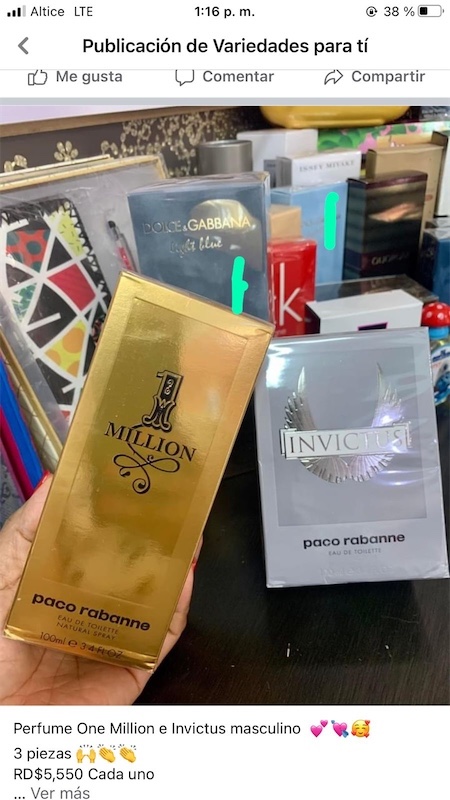 Altice LTE 1:16 p. m. 38 %
Publicación de Variedades para tí
Me gusta Comentar Compartir
ISSEY MIYAKE
DOLCE & GABBANA
light blue
k
1
MILLION
INVICTUS
paco rabanne
EAU DE TOILETTE
paco rabanne
EAU DE TOILETTE
NATURAL SPRAY
100ml e 3.4 FL OZ
Perfume One Million e Invictus masculino 💕💘🥰
3 piezas 🙌👏👏
RD$5,550 Cada uno
... Ver más